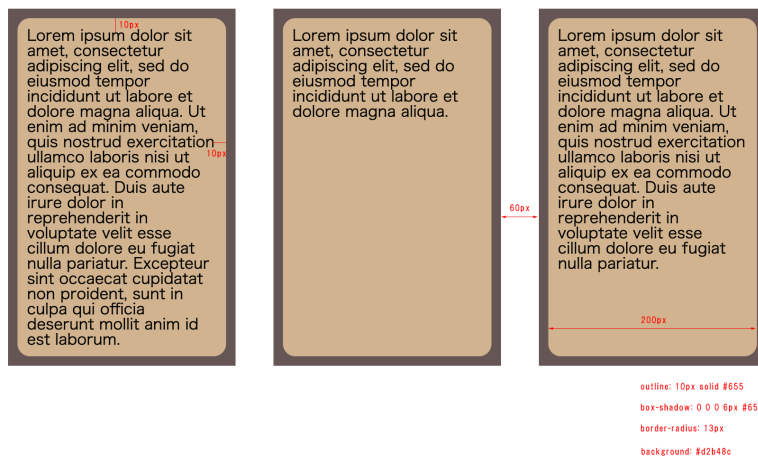 10px
Lorem ipsum dolor sit
amet, consectetur
adipiscing elit, sed do
eiusmod tempor
incididunt ut labore et
dolore magna aliqua. Ut
enim ad minim veniam,
quis nostrud exercitation
ullamco laboris nisi ut
aliquip ex ea commodo
consequat. Duis aute
irure dolor in
reprehenderit in
voluptate velit esse
cillum dolore eu fugiat
nulla pariatur. Excepteur
sint occaecat cupidatat
non proident, sunt in
culpa qui officia
deserunt mollit anim id
est laborum.
10px
Lorem ipsum dolor sit
amet, consectetur
adipiscing elit, sed do
eiusmod tempor
incididunt ut labore et
dolore magna aliqua.
60px
Lorem ipsum dolor sit
amet, consectetur
adipiscing elit, sed do
eiusmod tempor
incididunt ut labore et
dolore magna aliqua. Ut
enim ad minim veniam,
quis nostrud exercitation
ullamco laboris nisi ut
aliquip ex ea commodo
consequat. Duis aute
irure dolor in
reprehenderit in
voluptate velit esse
cillum dolore eu fugiat
nulla pariatur.
200px
outline: 10px solid #655
box-shadow: 0 0 0 6px #65
border-radius: 13px
background: #d2b48c